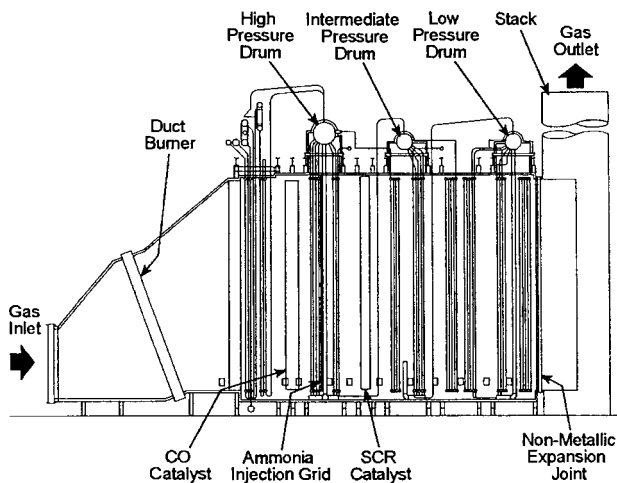 High
Pressure
Drum
Intermediate
Pressure
Drum
Low
Pressure
Drum
Stack
Gas
Outlet
Duct
Burner
Gas
Inlet
CO
Catalyst
Ammonia
Injection Grid
SCR
Catalyst
Non-Metallic
Expansion
Joint